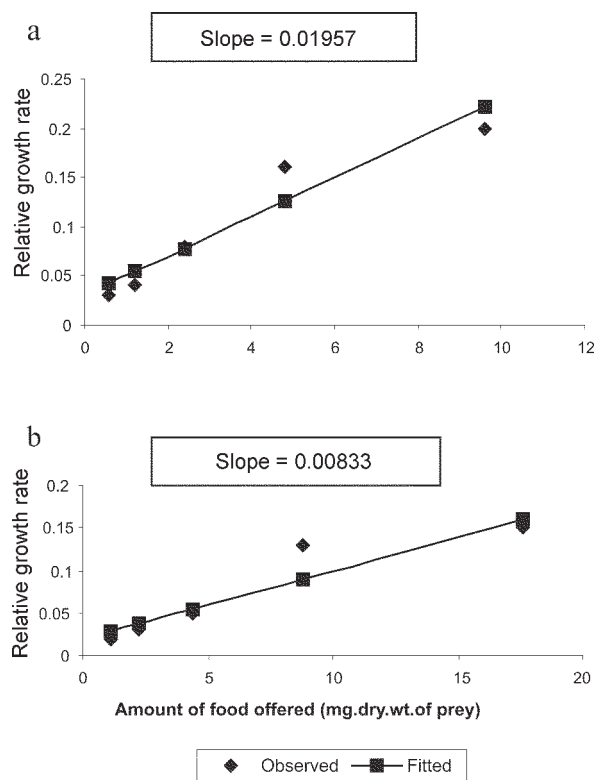 a
Slope = 0.01957
Relative growth rate
0.25
0.2
0.15
0.1
0.05
0
0 2 4 6 8 10 12
b
Slope = 0.00833
Relative growth rate
0.2
0.15
0.1
0.05
0
0 5 10 15 20
Amount of food offered (mg.dry.wt.of prey)
Observed Fitted